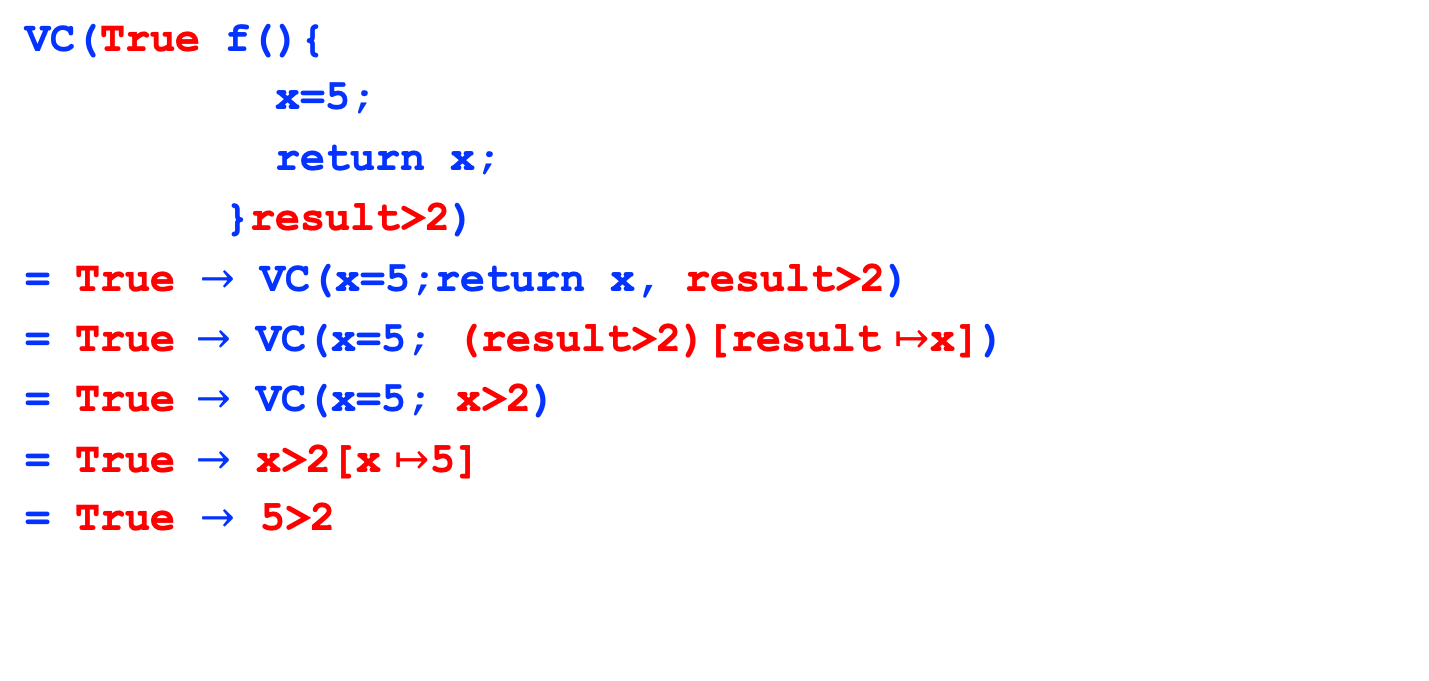 VC(True f(){
x=5;
return x;
}result>2)
= True → VC(x=5;return x, result>2)
= True → VC(x=5; (result>2)[result ↦x])
= True → VC(x=5; x>2)
= True → x>2[x ↦5]
= True → 5>2